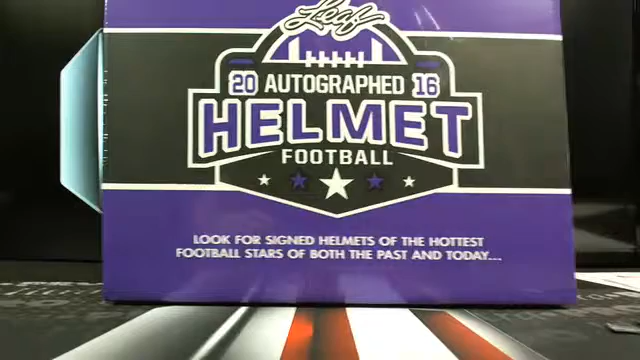 Leaf
20 AUTOGRAPHED 16
HELMET
FOOTBALL
LOOK FOR SIGNED HELMETS OF THE HOTTEST
FOOTBALL STARS OF BOTH THE PAST AND TODAY...